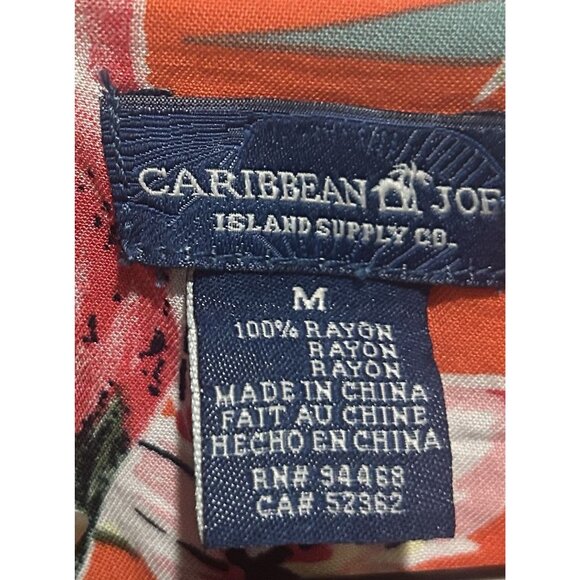 CARIBBEAN JOE
ISLAND SUPPLY CO.
M
100% RAYON
RAYON
RAYON
MADE IN CHINA
FAIT AU CHINE
HECHO EN CHINA
RN# 94468
CA# 52362